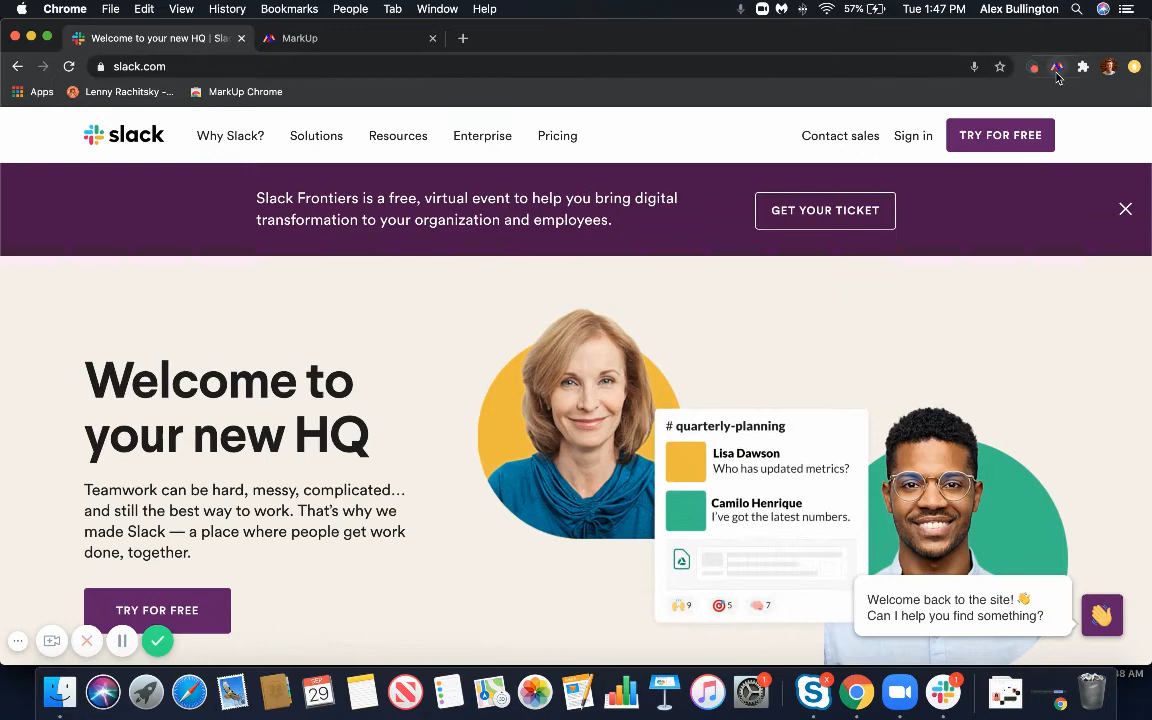 Chrome File Edit View History Bookmarks People Tab Window Help 57% Tue 1:47 PM Alex Bullington
Welcome to your new HQ | Sla
MarkUp
slack.com
Apps Lenny Rachitsky -... MarkUp Chrome
slack Why Slack? Solutions Resources Enterprise Pricing Contact sales Sign in TRY FOR FREE
Slack Frontiers is a free, virtual event to help you bring digital
transformation to your organization and employees.
GET YOUR TICKET
Welcome to
your new HQ
Teamwork can be hard, messy, complicated…
and still the best way to work. That’s why we
made Slack — a place where people get work
done, together.
TRY FOR FREE
# quarterly-planning
Lisa Dawson
Who has updated metrics?
Camilo Henrique
I’ve got the latest numbers.
9 5 7
Welcome back to the site!
Can I help you find something?
SEP
29
1 x 1
AM